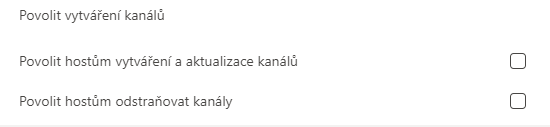 Povolit vytváření kanálů
Povolit hostům vytváření a aktualizace kanálů
Povolit hostům odstraňovat kanály